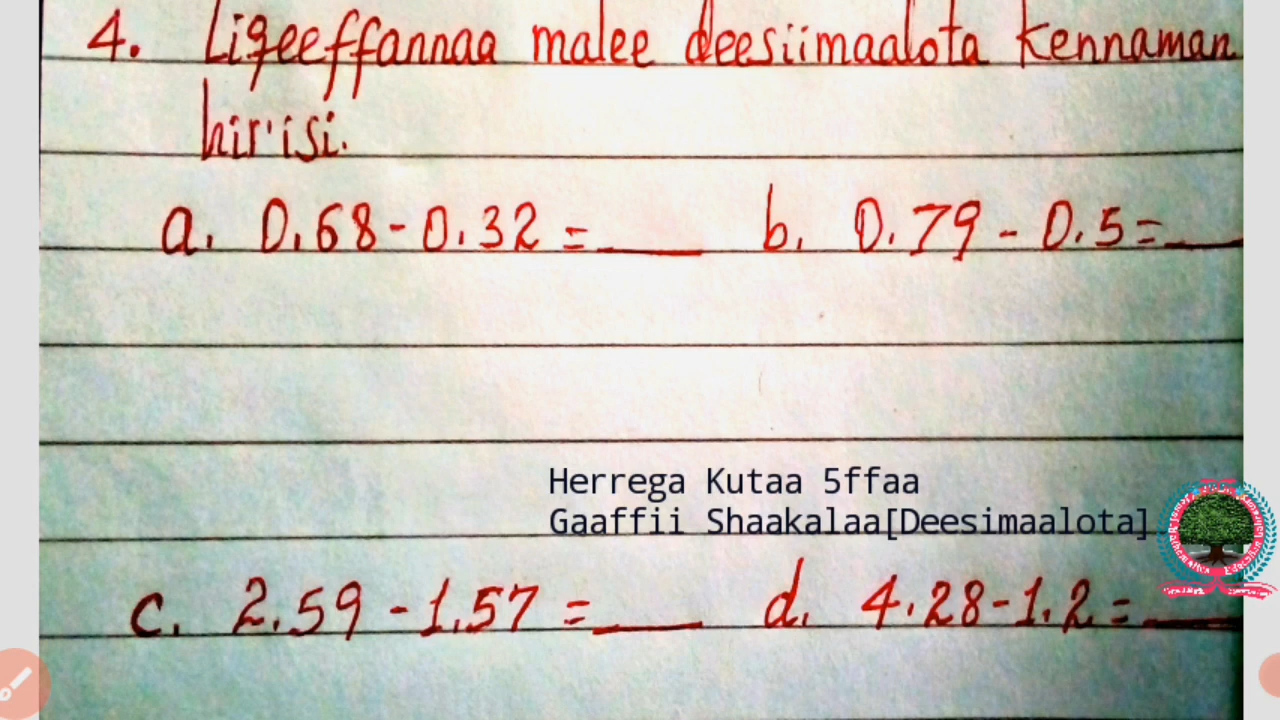 4. Liqeeffannaa malee deesiimaalota kennaman
hir'isi.
a. 0.68-0.32=___ b. 0.79-0.5=___
Herrega Kutaa 5ffaa
Gaaffii Shaakalaa[Deesimaalota]
c. 2.59-1.57=___ d. 4.28-1.2=___